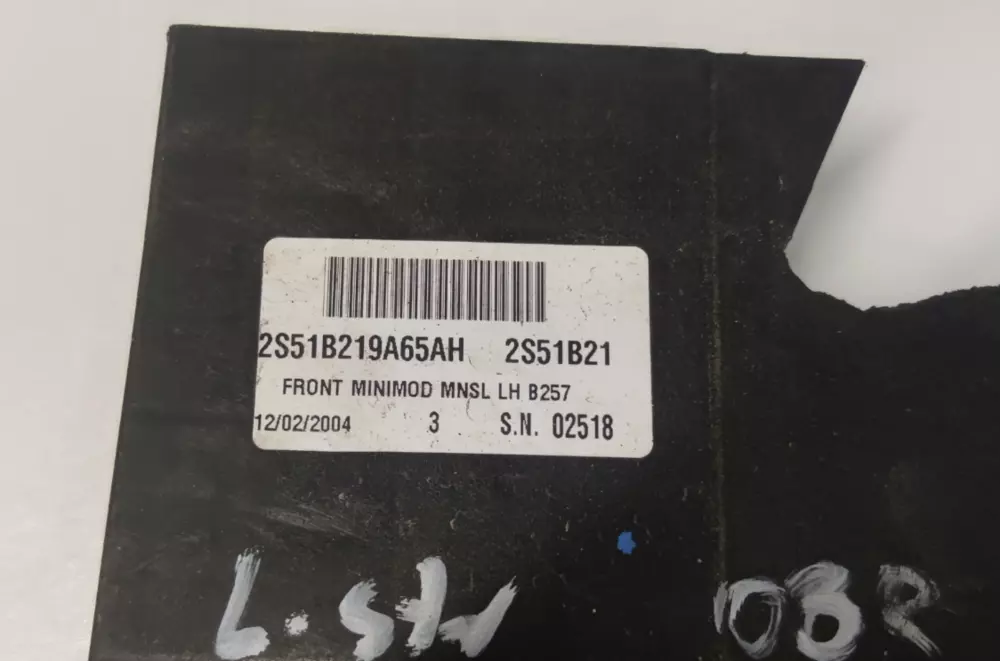 2S51B219A65AH 2S51B21
FRONT MINIMOD MNSL LH B257
12/02/2004 3 S.N. 02518